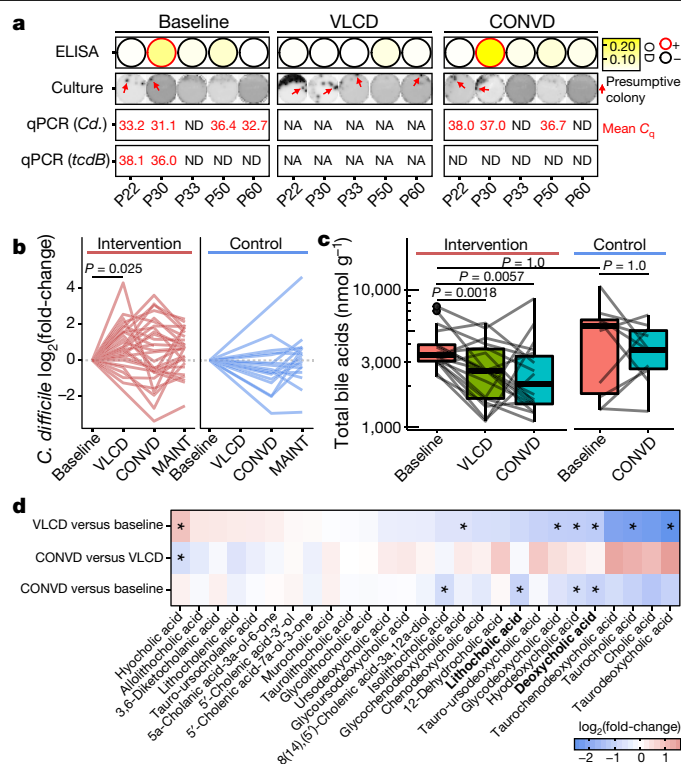 a
Baseline VLCD CONVD
ELISA
0.20
0.10
OD
+
−
Culture
Presumptive colony
qPCR (Cd.) 33.2 31.1 ND 36.4 32.7 NA NA NA NA NA 38.0 37.0 ND 36.7 ND Mean Cq
qPCR (tcdB) 38.1 36.0 ND ND ND NA NA NA NA NA ND ND ND ND ND
P22 P30 P33 P50 P60 P22 P30 P33 P50 P60 P22 P30 P33 P50 P60
b
Intervention Control
P = 0.025
C. difficile log2(fold-change)
4
2
0
−2
Baseline VLCD CONVD MAINT Baseline VLCD CONVD MAINT
c
Intervention Control
P = 1.0
P = 0.0057 P = 1.0
P = 0.0018
Total bile acids (nmol g−1)
10,000
3,000
1,000
Baseline VLCD CONVD Baseline CONVD
d
VLCD versus baseline * * * * * * *
CONVD versus VLCD *
CONVD versus baseline * * * *
Hyocholic acid
Allolithocholic acid
3,6-Diketocholanic acid
Lithocholenic acid
Tauro-ursocholanic acid
5a-Cholanic acid-3a-ol-6-one
5′-Cholenic acid-3′-ol
5′-Cholenic acid-7a-ol-3-one
Murocholic acid
Taurolithocholic acid
Glycolithocholic acid
Ursodeoxycholic acid
Glycoursodeoxycholic acid
8(14),(5′)-Cholenic acid-3a,12a-diol
Isolithocholic acid
Glycochenodeoxycholic acid
Chenodeoxycholic acid
12-Dehydrocholic acid
Lithocholic acid
Tauro-ursodeoxycholic acid
Glycodeoxycholic acid
Hyodeoxycholic acid
Deoxycholic acid
Taurochenodeoxycholic acid
Taurocholic acid
Cholic acid
Taurodeoxycholic acid
log2(fold-change)
−2 −1 0 1